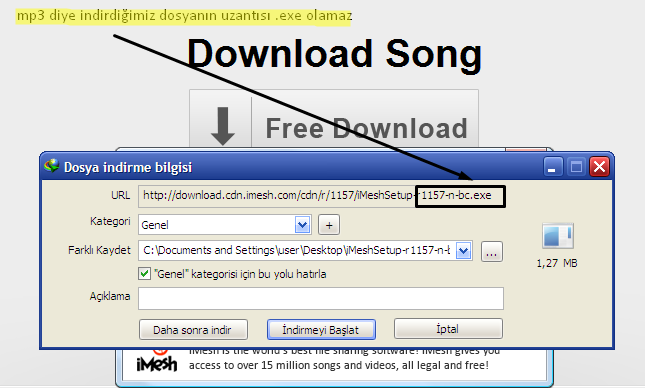 mp3 diye indirdiğimiz dosyanın uzantısı .exe olamaz
Download Song
Free Download
Dosya indirme bilgisi
URL http://download.cdn.imesh.com/cdn/r/1157/iMeshSetup-r1157-n-bc.exe
Kategori Genel +
Farklı Kaydet C:\Documents and Settings\user\Desktop\iMeshSetup-r1157-n-b ...
1,27 MB
"Genel" kategorisi için bu yolu hatırla
Açıklama
Daha sonra indir İndirmeyi Başlat İptal
iMesh iMesh is the world's best file sharing software! iMesh gives you
access to over 15 million songs and videos, all legal and free!